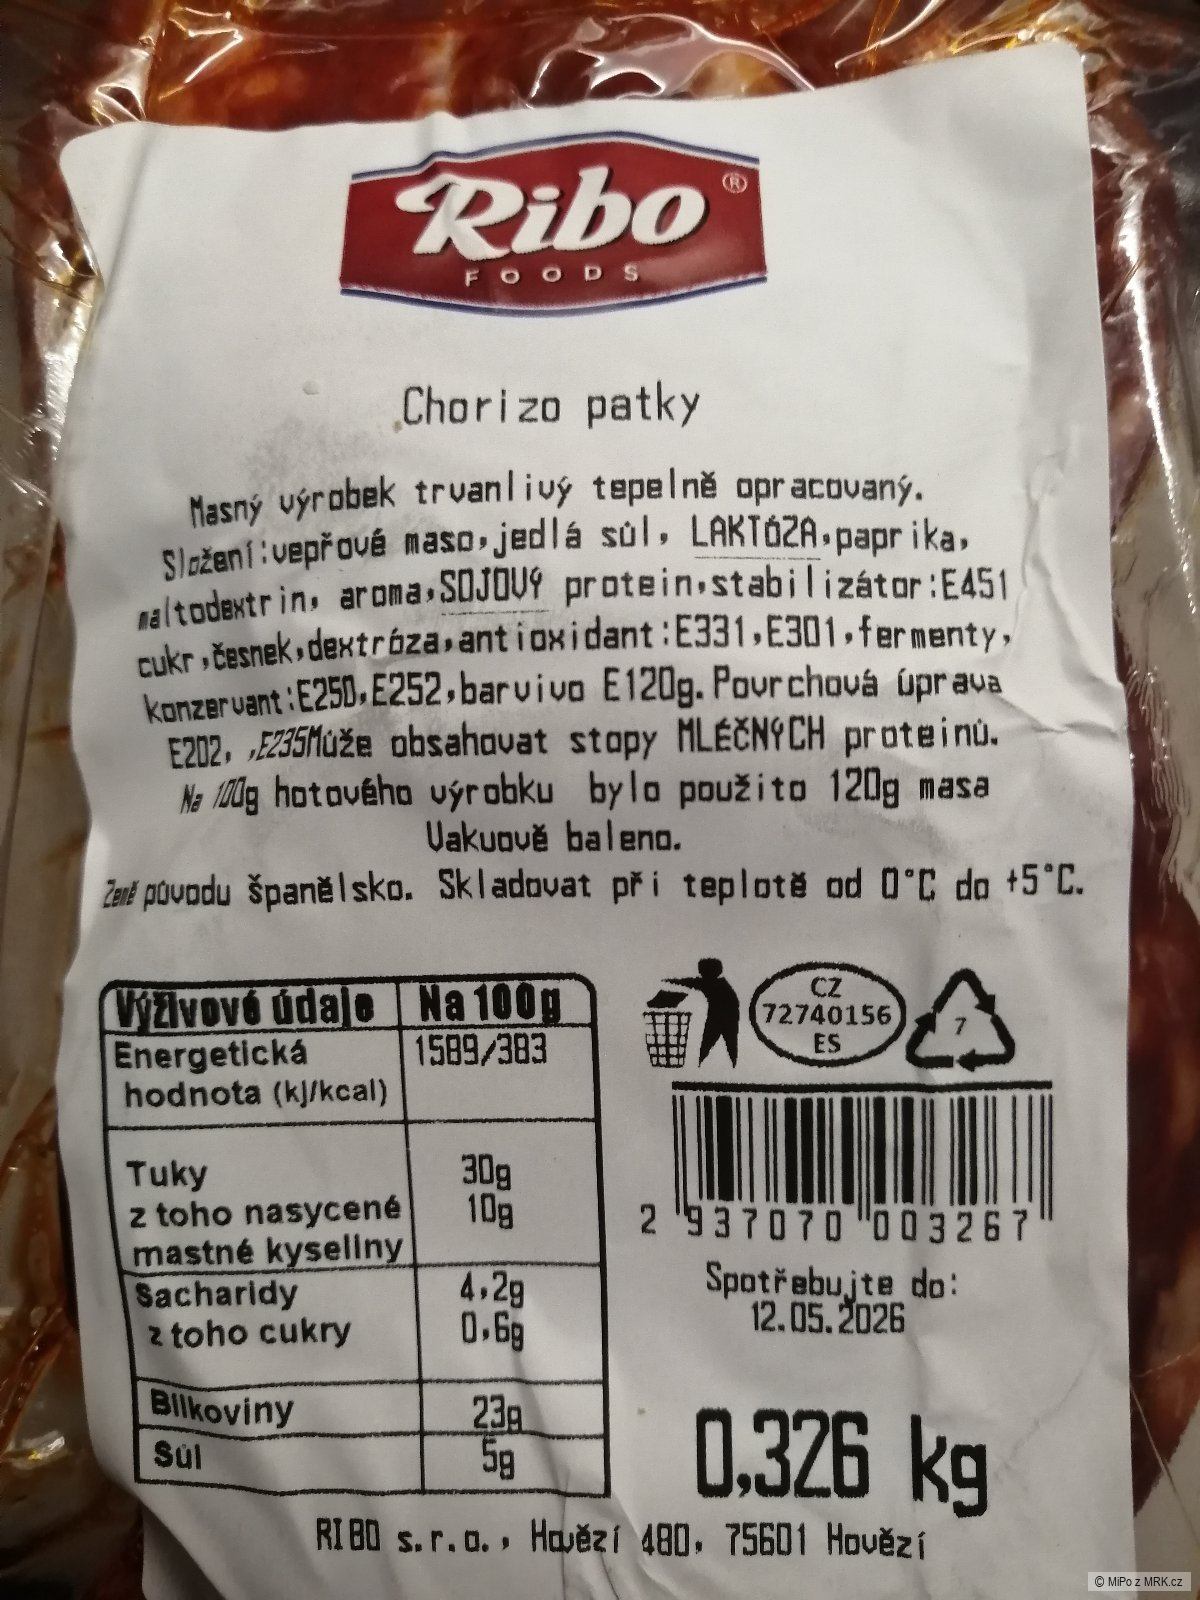 Ribo ®
FOODS
Chorizo patky
Masný výrobek trvanlivý tepelně opracovaný.
Složení:vepřové maso,jedlá sůl, LAKTÓZA,paprika,
maltodextrin, aroma,SOJOVÝ protein,stabilizátor:E451
cukr,česnek,dextróza,antioxidant:E331,E301,fermenty,
konzervant:E250,E252,barvivo E120g.Povrchová úprava
E202, ,E235Může obsahovat stopy MLÉČNÝCH proteinů.
Na 100g hotového výrobku bylo použito 120g masa
Vakuově baleno.
Země původu španělsko. Skladovat při teplotě od 0°C do +5°C.
Výživové údaje Na 100g
Energetická 1589/383
hodnota (kj/kcal)
Tuky 30g
z toho nasycené 10g
mastné kyseliny
Sacharidy 4,2g
z toho cukry 0,6g
Bílkoviny 23g
Sůl 5g
CZ
72740156
ES
7
2 937070 003267
Spotřebujte do:
12.05.2026
0,326 kg
RIBO s.r.o., Hovězí 480, 75601 Hovězí
© MiPo z MRK.cz